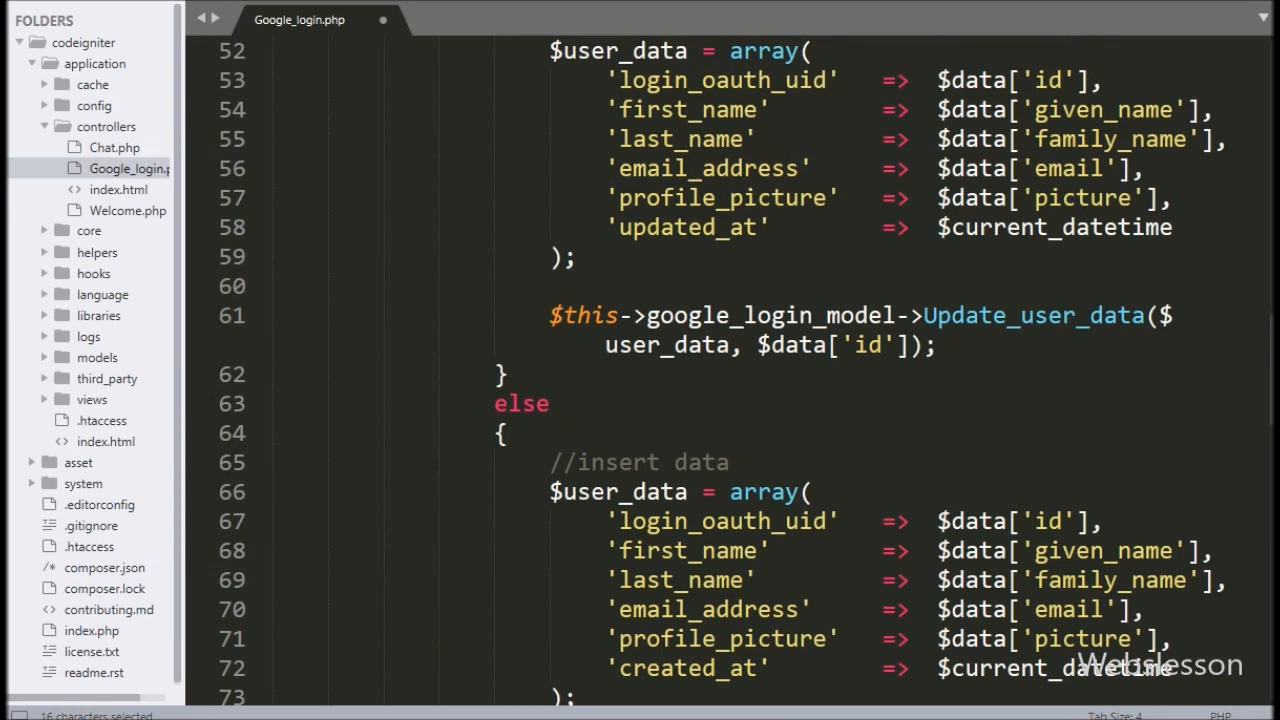 FOLDERS
codeigniter
application
cache
config
controllers
Chat.php
Google_login.p
index.html
Welcome.php
core
helpers
hooks
language
libraries
logs
models
third_party
views
.htaccess
index.html
asset
system
.editorconfig
.gitignore
.htaccess
composer.json
composer.lock
contributing.md
index.php
license.txt
readme.rst
Google_login.php
52 $user_data = array(
53 'login_oauth_uid' => $data['id'],
54 'first_name' => $data['given_name'],
55 'last_name' => $data['family_name'],
56 'email_address' => $data['email'],
57 'profile_picture' => $data['picture'],
58 'updated_at' => $current_datetime
59 );
60
61 $this->google_login_model->Update_user_data($
user_data, $data['id']);
62 }
63 else
64 {
65 //insert data
66 $user_data = array(
67 'login_oauth_uid' => $data['id'],
68 'first_name' => $data['given_name'],
69 'last_name' => $data['family_name'],
70 'email_address' => $data['email'],
71 'profile_picture' => $data['picture'],
72 'created_at' => $current_datetime
73 );
Webslesson
16 characters selected
Tab Size: 4
PHP